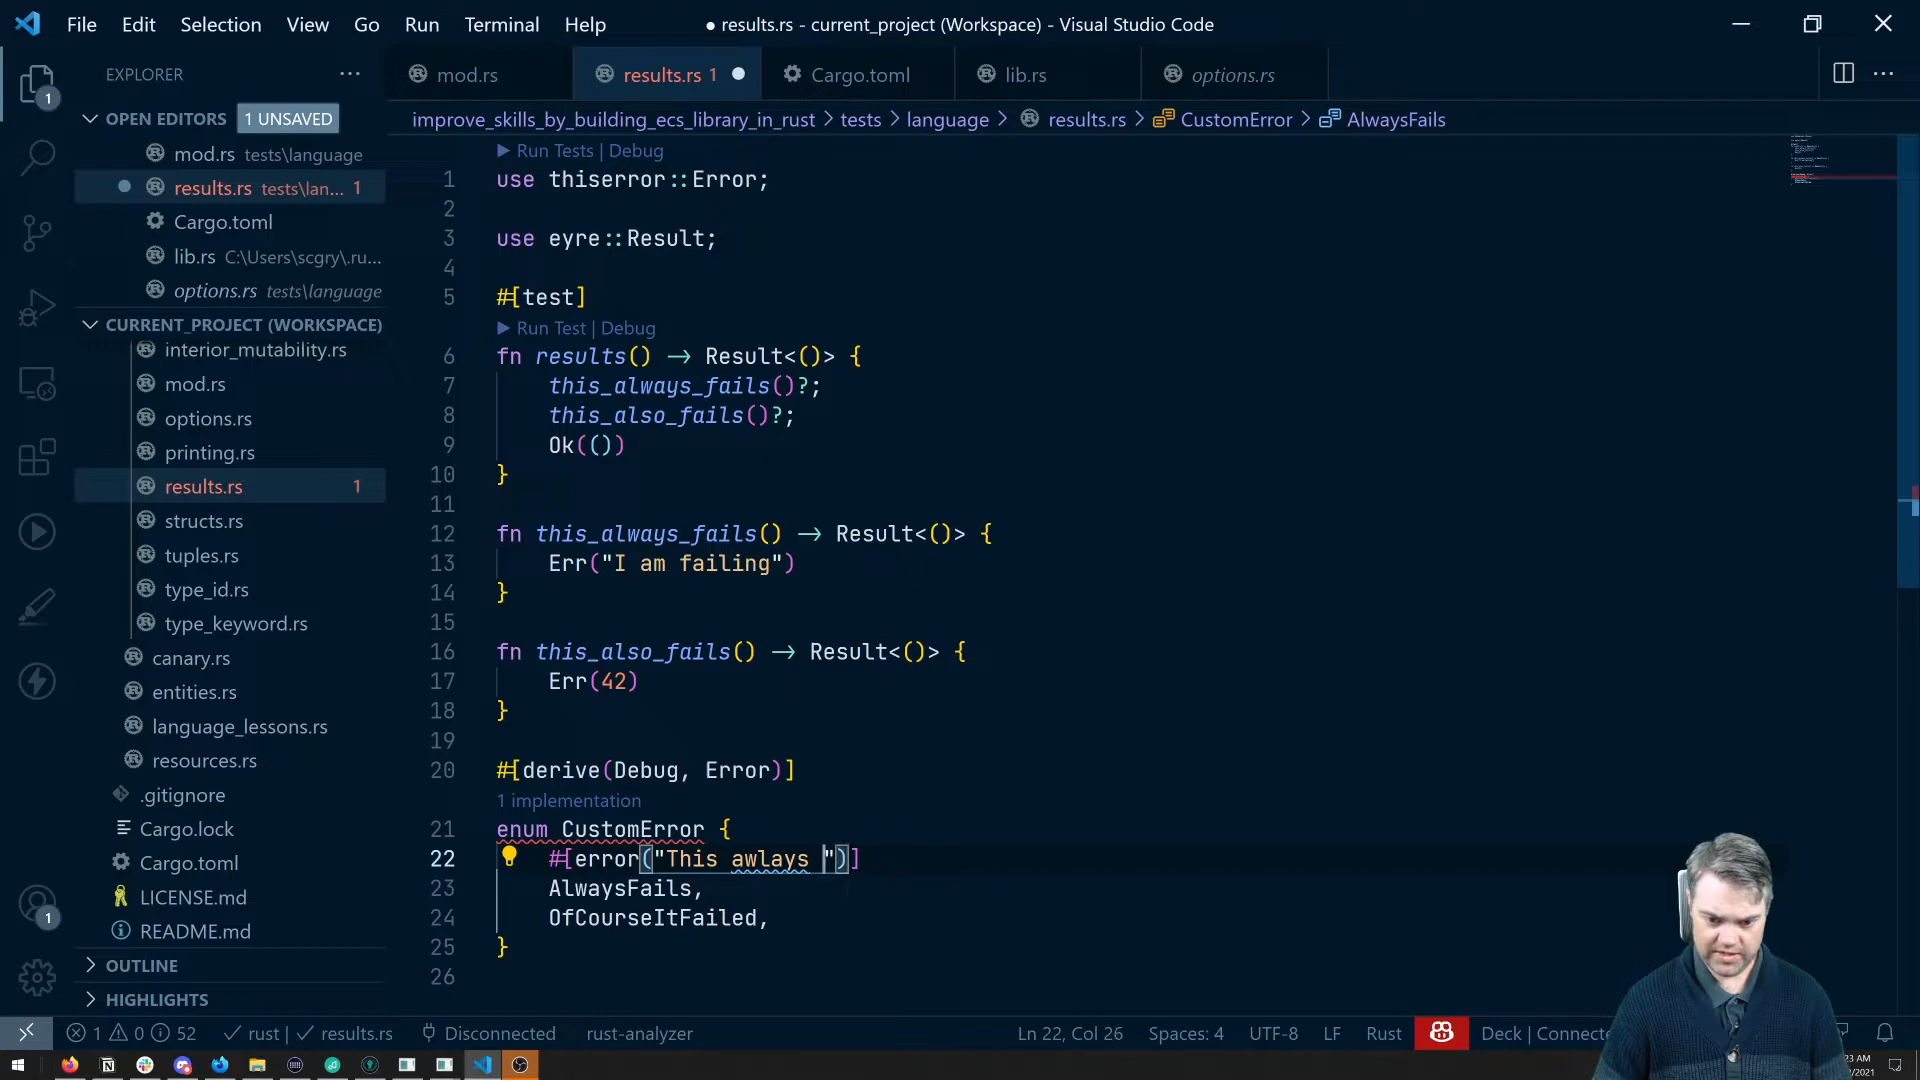 File Edit Selection View Go Run Terminal Help
● results.rs - current_project (Workspace) - Visual Studio Code
EXPLORER
OPEN EDITORS 1 UNSAVED
mod.rs tests\language
results.rs tests\lan... 1
Cargo.toml
lib.rs C:\Users\scgry\.ru...
options.rs tests\language
CURRENT_PROJECT (WORKSPACE)
interior_mutability.rs
mod.rs
options.rs
printing.rs
results.rs 1
structs.rs
tuples.rs
type_id.rs
type_keyword.rs
canary.rs
entities.rs
language_lessons.rs
resources.rs
.gitignore
Cargo.lock
Cargo.toml
LICENSE.md
README.md
OUTLINE
HIGHLIGHTS
1
1
mod.rs results.rs 1 Cargo.toml lib.rs options.rs
improve_skills_by_building_ecs_library_in_rust > tests > language > results.rs > CustomError > AlwaysFails
Run Tests | Debug
1 use thiserror::Error;
2
3 use eyre::Result;
4
5 #[test]
Run Test | Debug
6 fn results() -> Result<()> {
7 this_always_fails()?;
8 this_also_fails()?;
9 Ok(())
10 }
11
12 fn this_always_fails() -> Result<()> {
13 Err("I am failing")
14 }
15
16 fn this_also_fails() -> Result<()> {
17 Err(42)
18 }
19
20 #[derive(Debug, Error)]
1 implementation
21 enum CustomError {
22 #[error("This awlays ")]
23 AlwaysFails,
24 OfCourseItFailed,
25 }
26
1 0 52 rust | results.rs Disconnected rust-analyzer
Ln 22, Col 26 Spaces: 4 UTF-8 LF Rust Deck | Connecte
23 AM
/2021